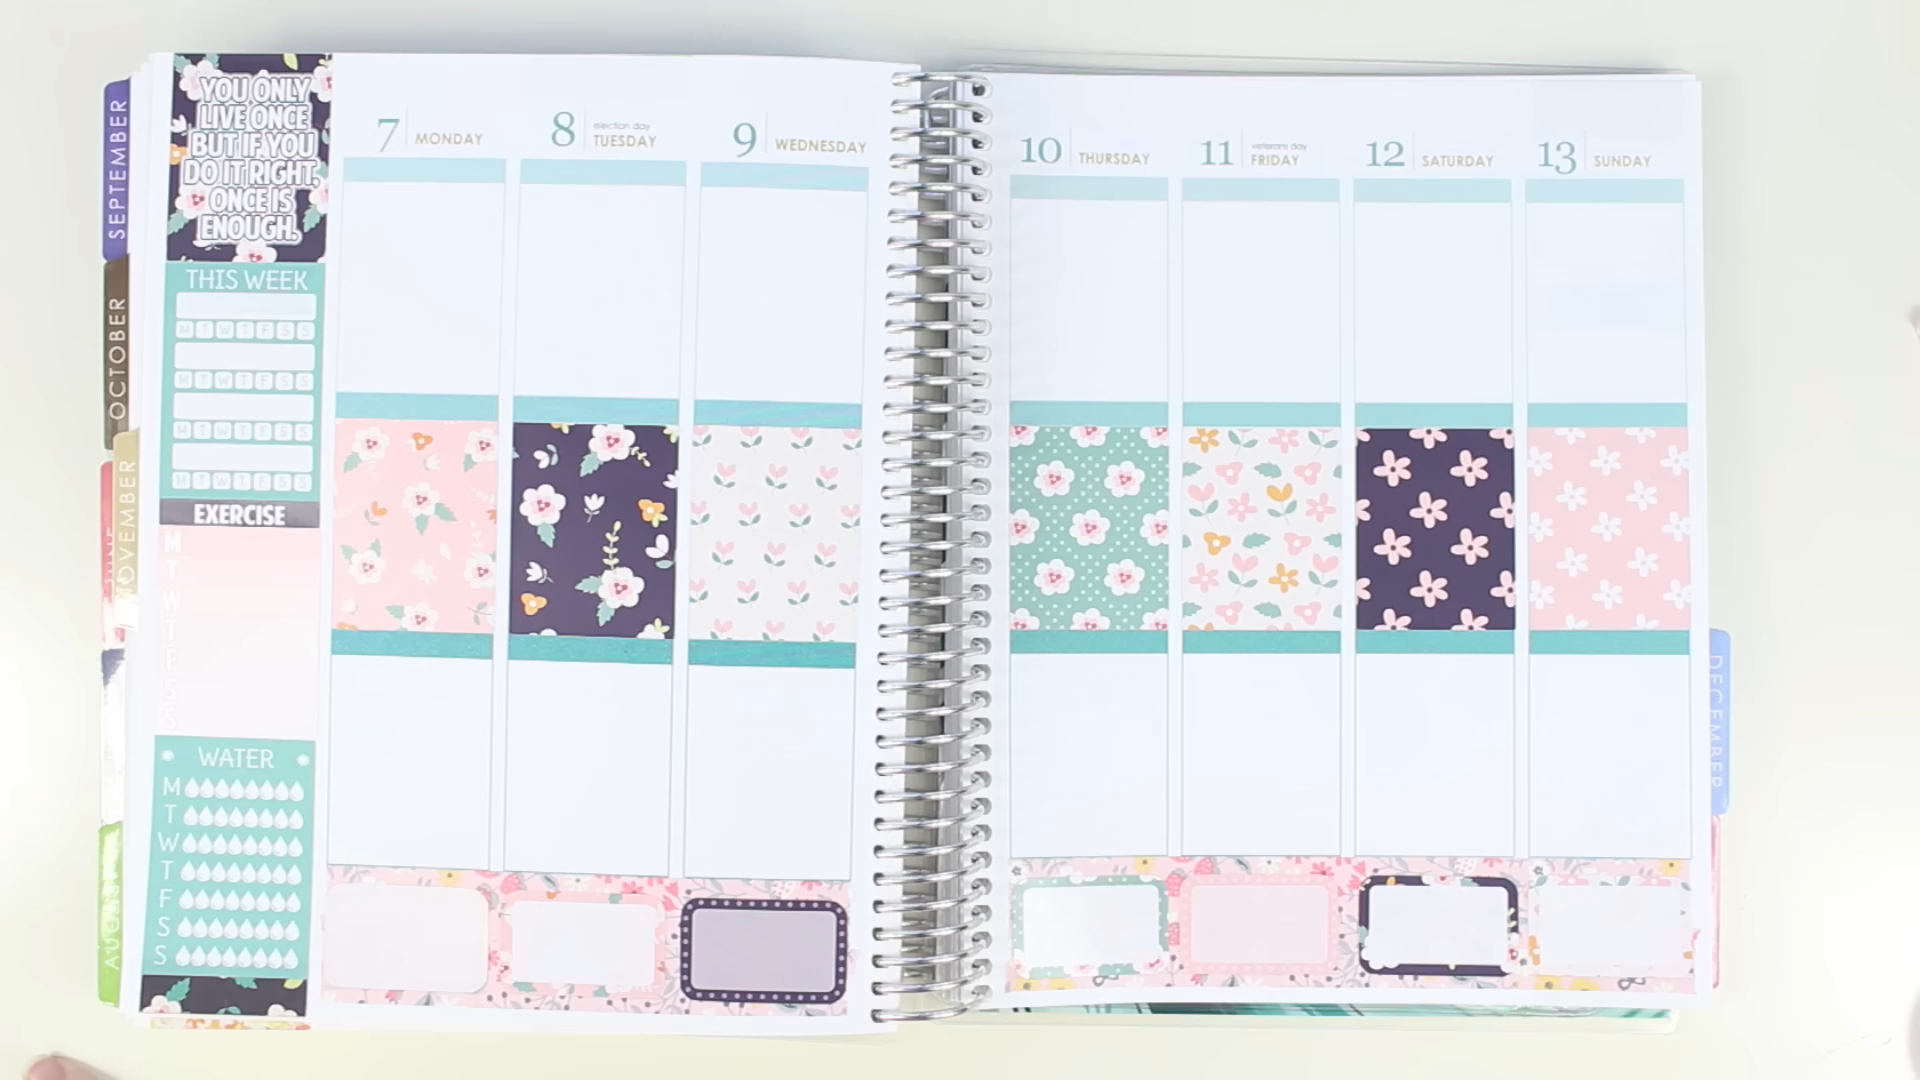 YOU ONLY
LIVE ONCE
BUT IF YOU
DO IT RIGHT,
ONCE IS
ENOUGH.
THIS WEEK
M T W T F S S
M T W T F S S
M T W T F S S
M T W T F S S
EXERCISE
M
T
W
T
F
S
S
WATER
M
T
W
T
F
S
S
7 MONDAY
8 election day TUESDAY
9 WEDNESDAY
10 THURSDAY
11 veterans day FRIDAY
12 SATURDAY
13 SUNDAY
SEPTEMBER
OCTOBER
NOVEMBER
JUNE
AUGUST
DECEMBER